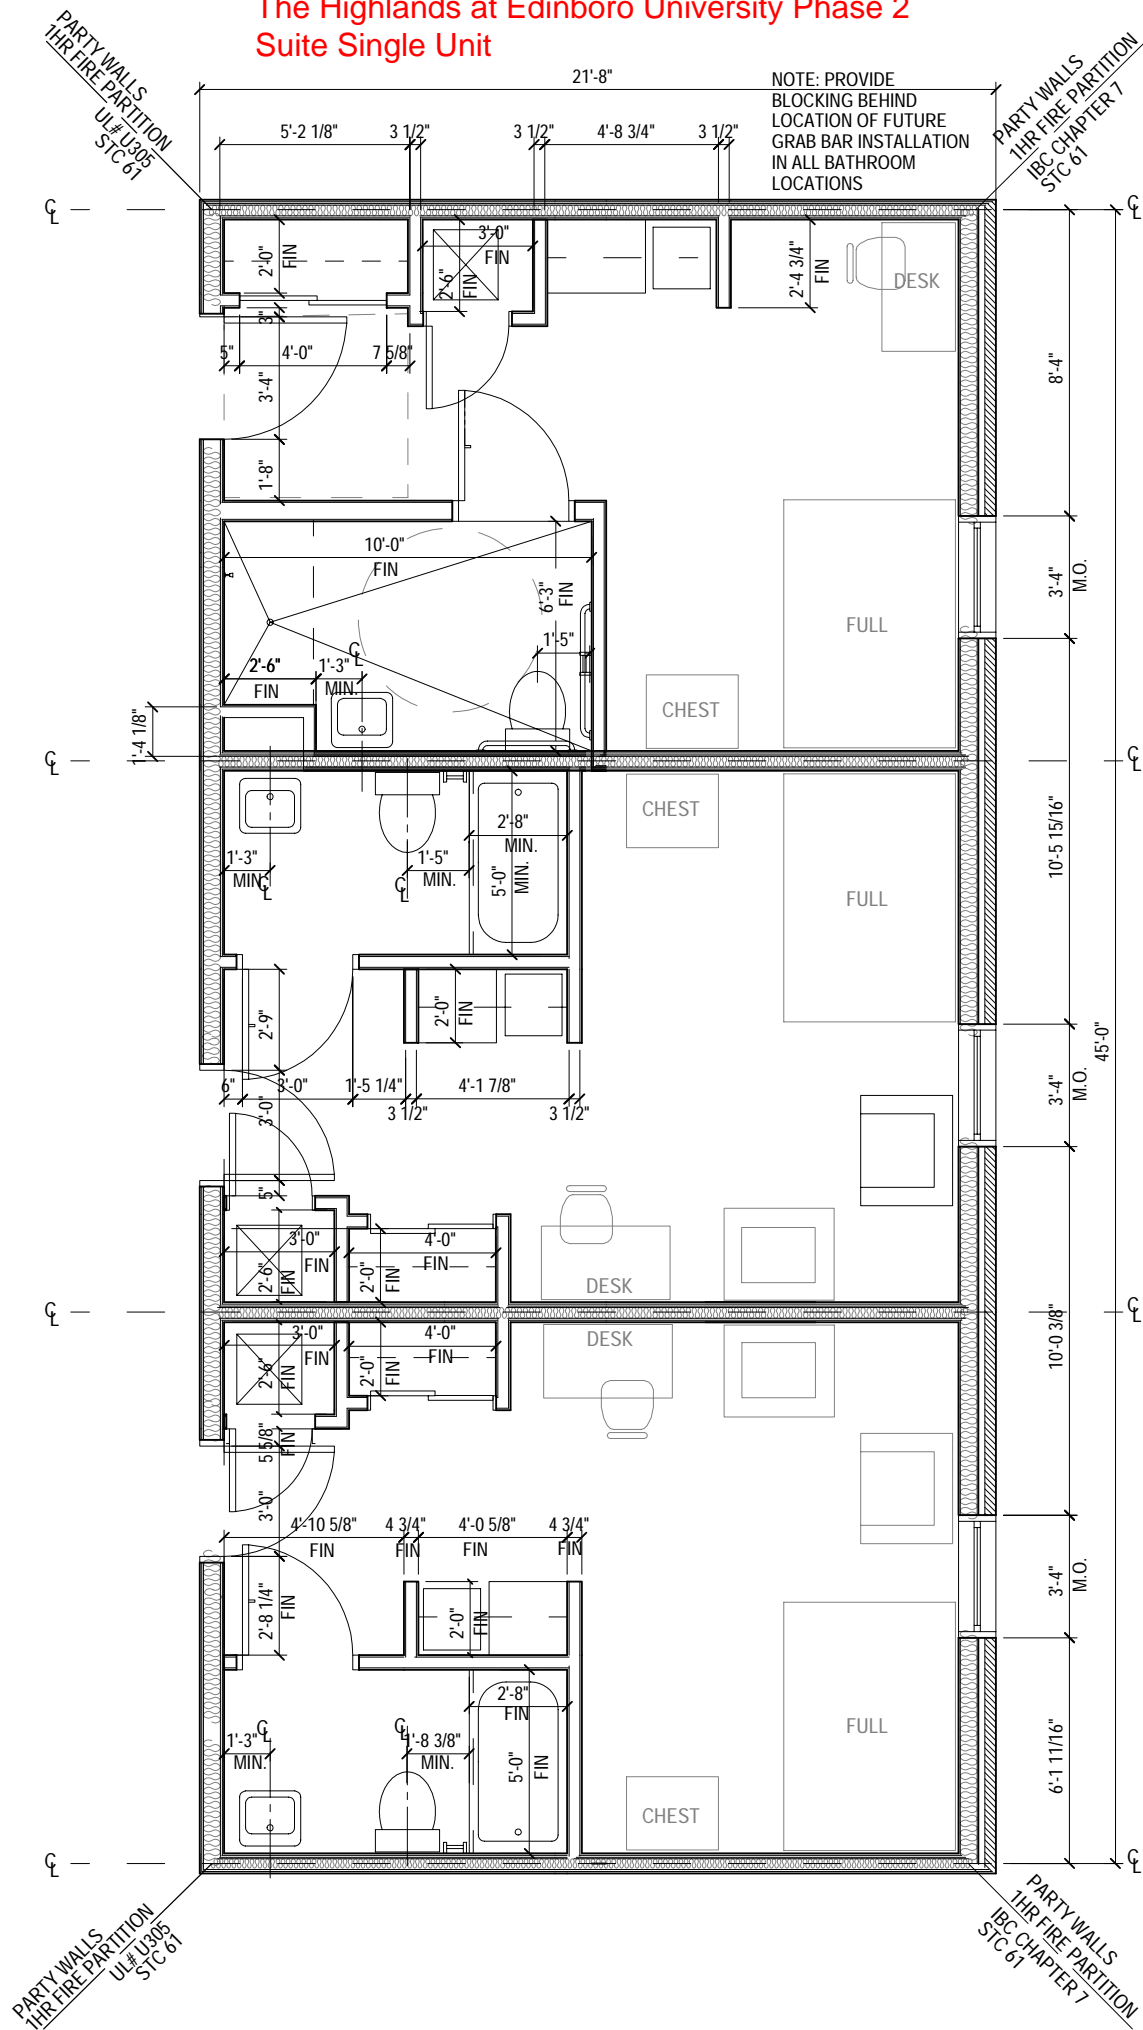 The Highlands at Edinboro University Phase 2
Suite Single Unit
PARTY WALLS
1HR FIRE PARTITION
UL# U305
STC 61
21'-8"
NOTE: PROVIDE
BLOCKING BEHIND
LOCATION OF FUTURE
GRAB BAR INSTALLATION
IN ALL BATHROOM
LOCATIONS
PARTY WALLS
1HR FIRE PARTITION
IBC CHAPTER 7
STC 61
5'-2 1/8"
3 1/2"
3 1/2"
4'-8 3/4"
3 1/2"
CL
CL
2'-0"
FIN
3'-0"
FIN
2'-6"
FIN
2'-4 3/4"
FIN
DESK
3"
5"
4'-0"
7 5/8"
3'-4"
1'-8"
8'-4"
10'-0"
FIN
6'-3"
FIN
3'-4"
M.O.
FULL
1'-5"
CL
2'-6"
FIN
1'-3"
MIN.
CHEST
1'-4 1/8"
CL
CL
CHEST
2'-8"
MIN.
1'-3"
MIN.
CL
1'-5"
MIN.
CL
5'-0"
MIN.
FULL
10'-5 15/16"
2'-9"
2'-0"
FIN
45'-0"
6"
3'-0"
1'-5 1/4"
4'-1 7/8"
3 1/2"
3 1/2"
3'-0"
3'-4"
M.O.
5"
3'-0"
FIN
2'-6"
FIN
4'-0"
FIN
2'-0"
FIN
DESK
CL
CL
3'-0"
FIN
2'-6"
FIN
4'-0"
FIN
2'-0"
FIN
DESK
10'-0 3/8"
5 5/8"
FIN
3'-0"
4'-10 5/8"
FIN
4 3/4"
FIN
4'-0 5/8"
FIN
4 3/4"
FIN
3'-4"
M.O.
2'-8 1/4"
FIN
2'-0"
FIN
2'-8"
FIN
FULL
CL
1'-3"
MIN.
CL
1'-8 3/8"
MIN.
5'-0"
FIN
6'-1 11/16"
CHEST
CL
CL
PARTY WALLS
1HR FIRE PARTITION
UL# U305
STC 61
PARTY WALLS
1HR FIRE PARTITION
IBC CHAPTER 7
STC 61